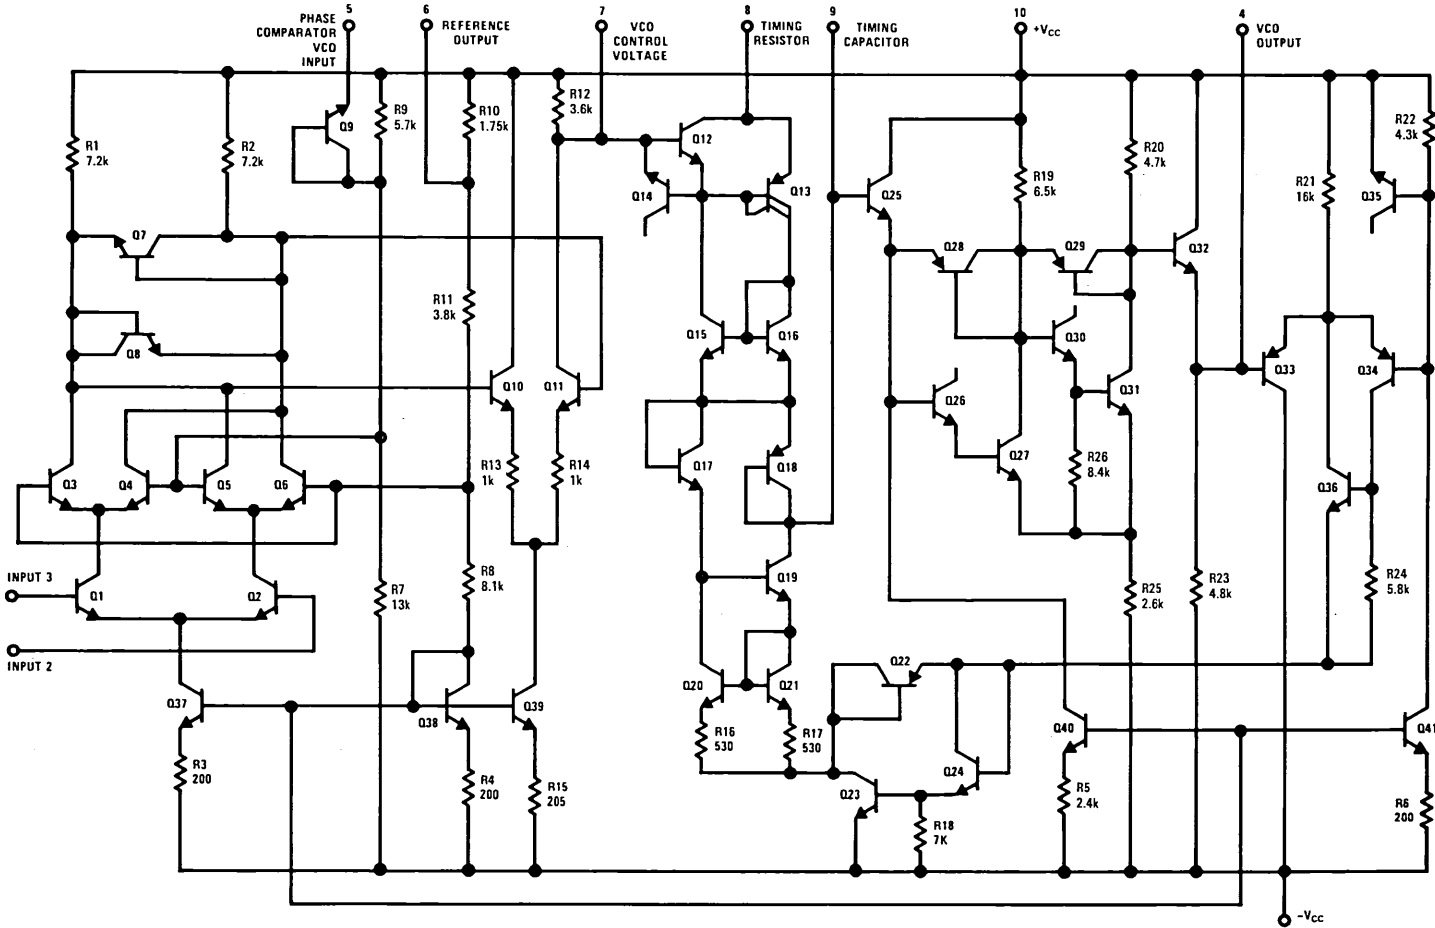 5
PHASE
COMPARATOR
VCO
INPUT
6
REFERENCE
OUTPUT
7
VCO
CONTROL
VOLTAGE
8
TIMING
RESISTOR
9
TIMING
CAPACITOR
10
+VCC
4
VCO
OUTPUT
R1
7.2k
R2
7.2k
Q9
R9
5.7k
R10
1.75k
R12
3.6k
Q12
Q14
Q13
Q25
R19
6.5k
R20
4.7k
R21
16k
R22
4.3k
Q35
Q7
Q8
R11
3.8k
Q28
Q29
Q32
Q15
Q16
Q30
Q10
Q11
Q26
Q31
Q33
Q34
Q3
Q4
Q5
Q6
R13
1k
R14
1k
Q17
Q18
Q27
R26
8.4k
Q36
INPUT 3
Q1
Q2
R7
13k
R8
8.1k
Q19
R25
2.6k
R23
4.8k
R24
5.8k
INPUT 2
Q37
Q38
Q39
Q20
Q21
Q22
Q40
Q41
R3
200
R4
200
R15
205
R16
530
R17
530
Q23
Q24
R18
7K
R5
2.4k
R6
200
-VCC